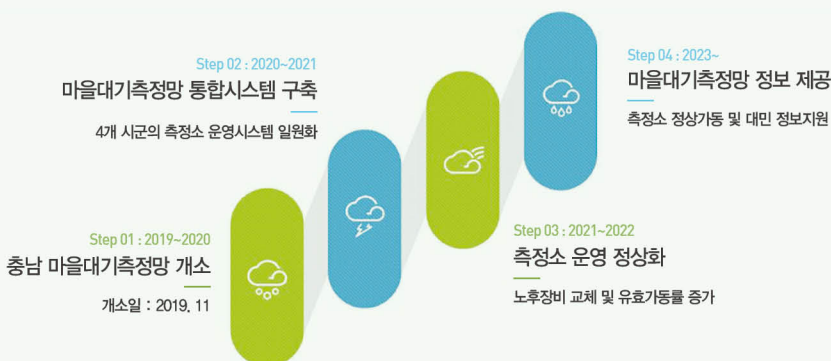 Step 01 : 2019~2020
충남 마을대기측정망 개소
개소일 : 2019. 11
Step 02 : 2020~2021
마을대기측정망 통합시스템 구축
4개 시군의 측정소 운영시스템 일원화
Step 03 : 2021~2022
측정소 운영 정상화
노후장비 교체 및 유효가동률 증가
Step 04 : 2023~
마을대기측정망 정보 제공
측정소 정상가동 및 대민 정보지원